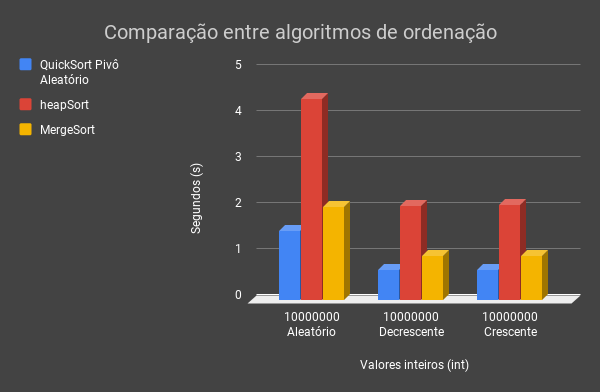 Comparação entre algoritmos de ordenação
QuickSort Pivô
Aleatório
heapSort
MergeSort
Segundos (s)
5
4
3
2
1
0
10000000
Aleatório
10000000
Decrescente
10000000
Crescente
Valores inteiros (int)